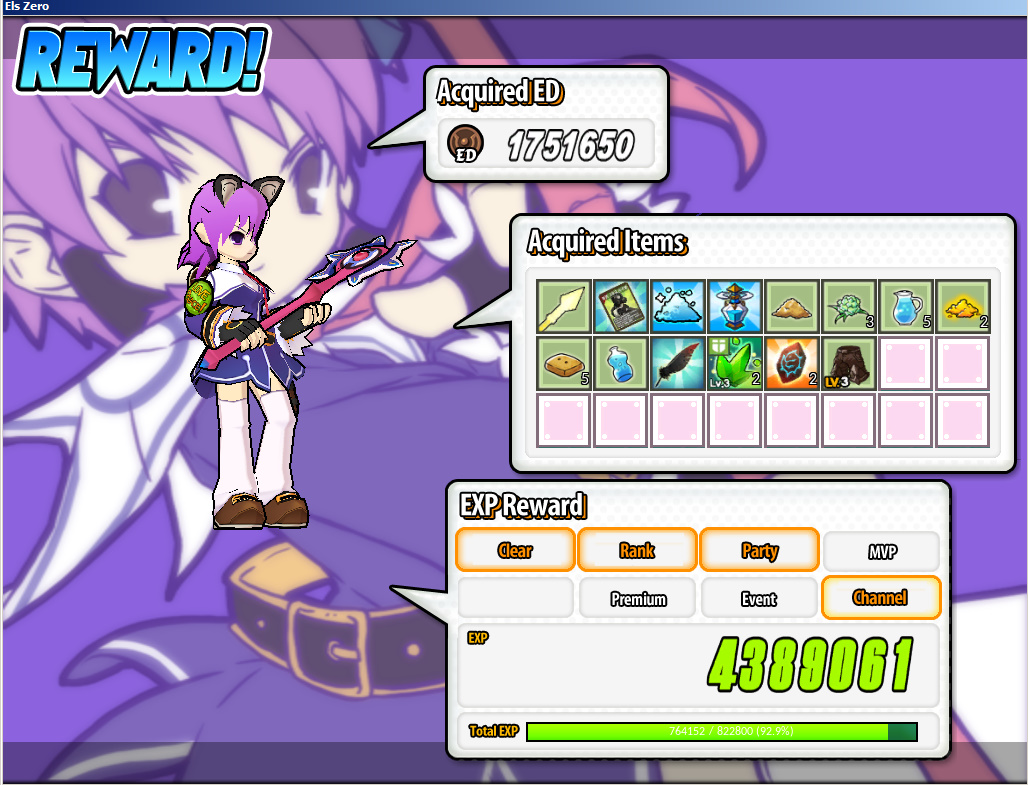 Els Zero
REWARD!
Acquired ED
ED 1751650
Acquired Items
3 5 2
5 Lv.3 2 2 LV.3
EXP Reward
Clear Rank Party MVP
Premium Event Channel
EXP
4389061
Total EXP 764152 / 822800 (92.9%)